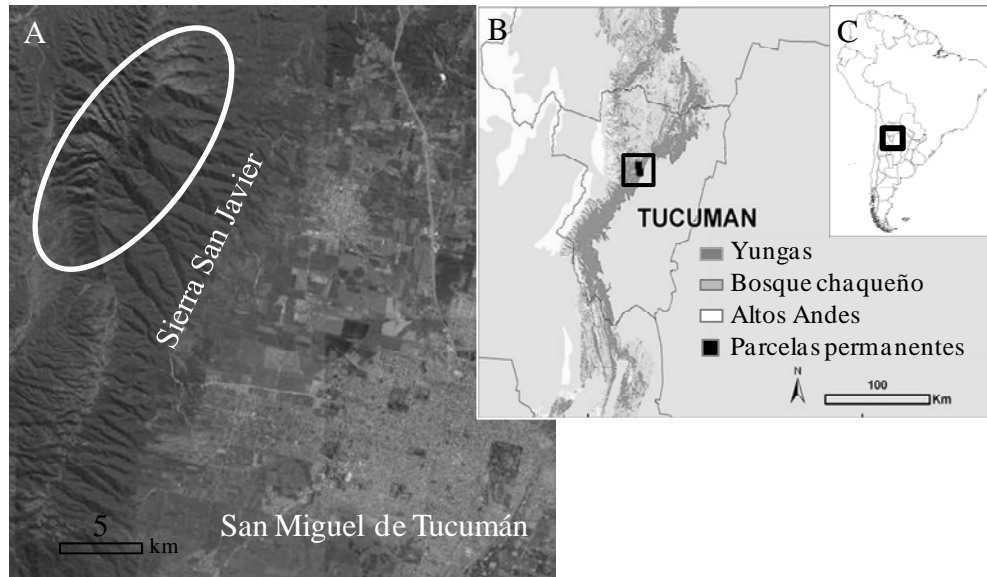 A
Sierra San Javier
San Miguel de Tucumán
5
km
B
TUCUMAN
Yungas
Bosque chaqueño
Altos Andes
Parcelas permanentes
N
100
Km
C